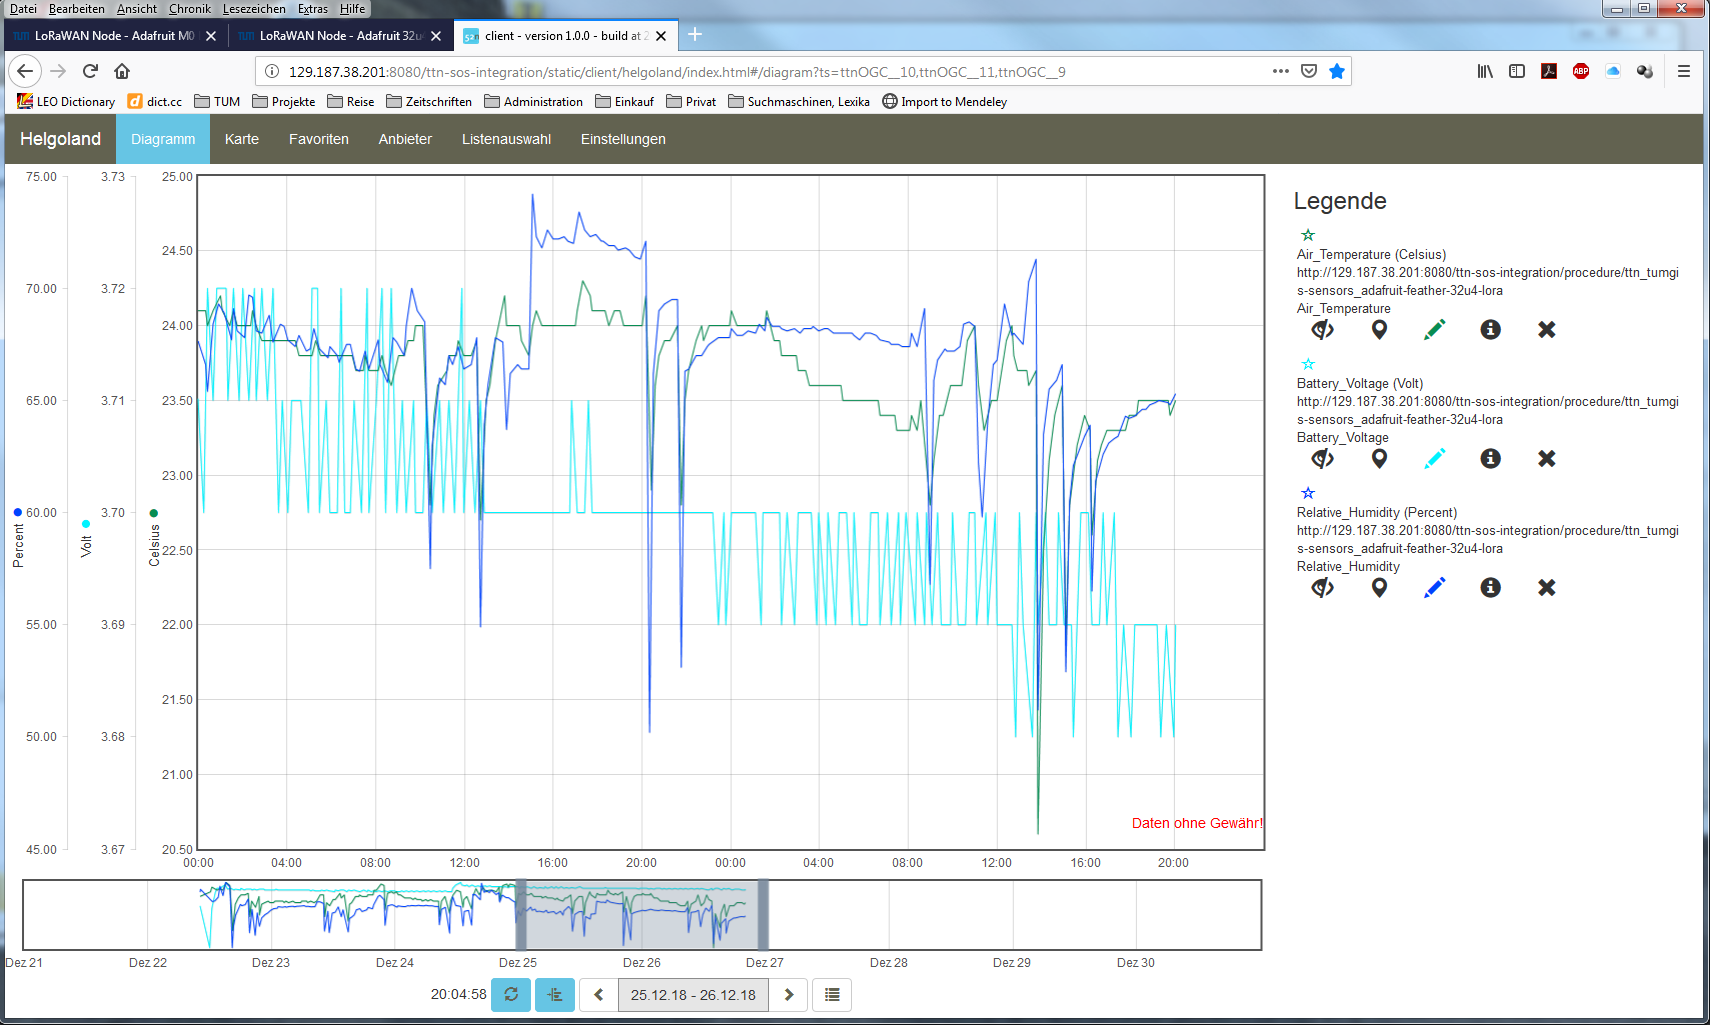 Datei Bearbeiten Ansicht Chronik Lesezeichen Extras Hilfe
LoRaWAN Node - Adafruit M0
LoRaWAN Node - Adafruit 32u
client - version 1.0.0 - build at 2
129.187.38.201:8080/ttn-sos-integration/static/client/helgoland/index.html#/diagram?ts=ttnOGC__10,ttnOGC__11,ttnOGC__9
ABP
LEO Dictionary dict.cc TUM Projekte Reise Zeitschriften Administration Einkauf Privat Suchmaschinen, Lexika Import to Mendeley
Helgoland Diagramm Karte Favoriten Anbieter Listenauswahl Einstellungen
75.00 3.73 25.00
24.50
70.00 3.72
24.00
65.00 3.71 23.50
23.00
60.00 3.70
22.50
55.00 3.69 22.00
21.50
50.00 3.68
21.00
45.00 3.67 20.50
Percent
Volt
Celsius
Daten ohne Gewähr!
00:00 04:00 08:00 12:00 16:00 20:00 00:00 04:00 08:00 12:00 16:00 20:00
Legende
Air_Temperature (Celsius)
http://129.187.38.201:8080/ttn-sos-integration/procedure/ttn_tumgi
s-sensors_adafruit-feather-32u4-lora
Air_Temperature
Battery_Voltage (Volt)
http://129.187.38.201:8080/ttn-sos-integration/procedure/ttn_tumgi
s-sensors_adafruit-feather-32u4-lora
Battery_Voltage
Relative_Humidity (Percent)
http://129.187.38.201:8080/ttn-sos-integration/procedure/ttn_tumgi
s-sensors_adafruit-feather-32u4-lora
Relative_Humidity
Dez 21 Dez 22 Dez 23 Dez 24 Dez 25 Dez 26 Dez 27 Dez 28 Dez 29 Dez 30
20:04:58 25.12.18 - 26.12.18